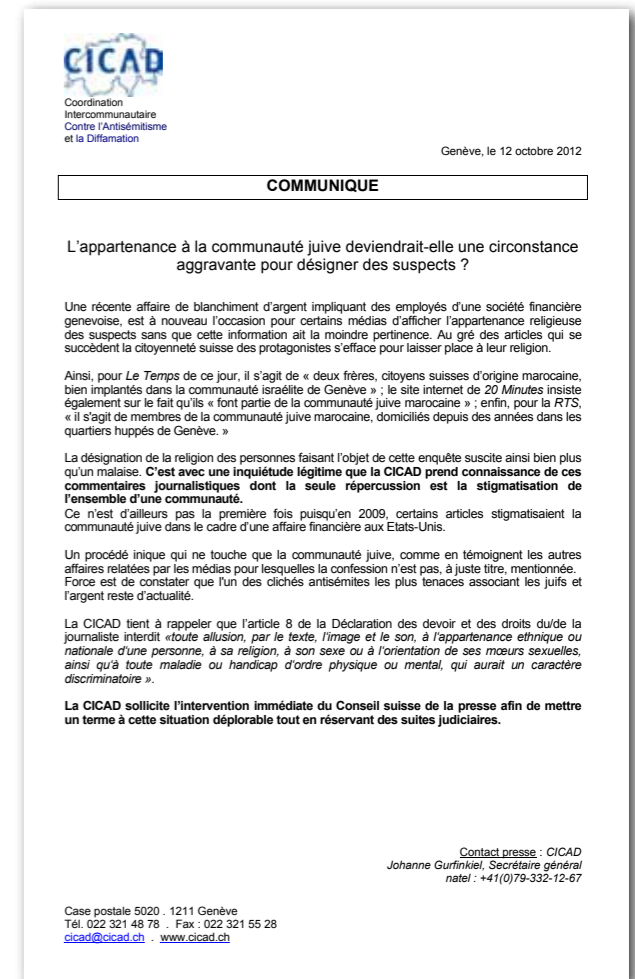 CICAD
Coordination
Intercommunautaire
Contre l'Antisémitisme
et la Diffamation
Genève, le 12 octobre 2012
COMMUNIQUE
L'appartenance à la communauté juive deviendrait-elle une circonstance
aggravante pour désigner des suspects ?
Une récente affaire de blanchiment d'argent impliquant des employés d'une société financière
genevoise, est à nouveau l'occasion pour certains médias d'afficher l'appartenance religieuse
des suspects sans que cette information ait la moindre pertinence. Au gré des articles qui se
succèdent la citoyenneté suisse des protagonistes s'efface pour laisser place à leur religion.
Ainsi, pour Le Temps de ce jour, il s'agit de « deux frères, citoyens suisses d'origine marocaine,
bien implantés dans la communauté israélite de Genève » ; le site internet de 20 Minutes insiste
également sur le fait qu'ils « font partie de la communauté juive marocaine » ; enfin, pour la RTS,
« il s'agit de membres de la communauté juive marocaine, domiciliés depuis des années dans les
quartiers huppés de Genève. »
La désignation de la religion des personnes faisant l'objet de cette enquête suscite ainsi bien plus
qu'un malaise. C'est avec une inquiétude légitime que la CICAD prend connaissance de ces
commentaires journalistiques dont la seule répercussion est la stigmatisation de
l'ensemble d'une communauté.
Ce n'est d'ailleurs pas la première fois puisqu'en 2009, certains articles stigmatisaient la
communauté juive dans le cadre d'une affaire financière aux Etats-Unis.
Un procédé inique qui ne touche que la communauté juive, comme en témoignent les autres
affaires relatées par les médias pour lesquelles la confession n'est pas, à juste titre, mentionnée.
Force est de constater que l'un des clichés antisémites les plus tenaces associant les juifs et
l'argent reste d'actualité.
La CICAD tient à rappeler que l'article 8 de la Déclaration des devoir et des droits du/de la
journaliste interdit «toute allusion, par le texte, l'image et le son, à l'appartenance ethnique ou
nationale d'une personne, à sa religion, à son sexe ou à l'orientation de ses mœurs sexuelles,
ainsi qu'à toute maladie ou handicap d'ordre physique ou mental, qui aurait un caractère
discriminatoire ».
La CICAD sollicite l'intervention immédiate du Conseil suisse de la presse afin de mettre
un terme à cette situation déplorable tout en réservant des suites judiciaires.
Contact presse : CICAD
Johanne Gurfinkiel, Secrétaire général
natel : +41(0)79-332-12-67
Case postale 5020 . 1211 Genève
Tél. 022 321 48 78 . Fax : 022 321 55 28
cicad@cicad.ch . www.cicad.ch